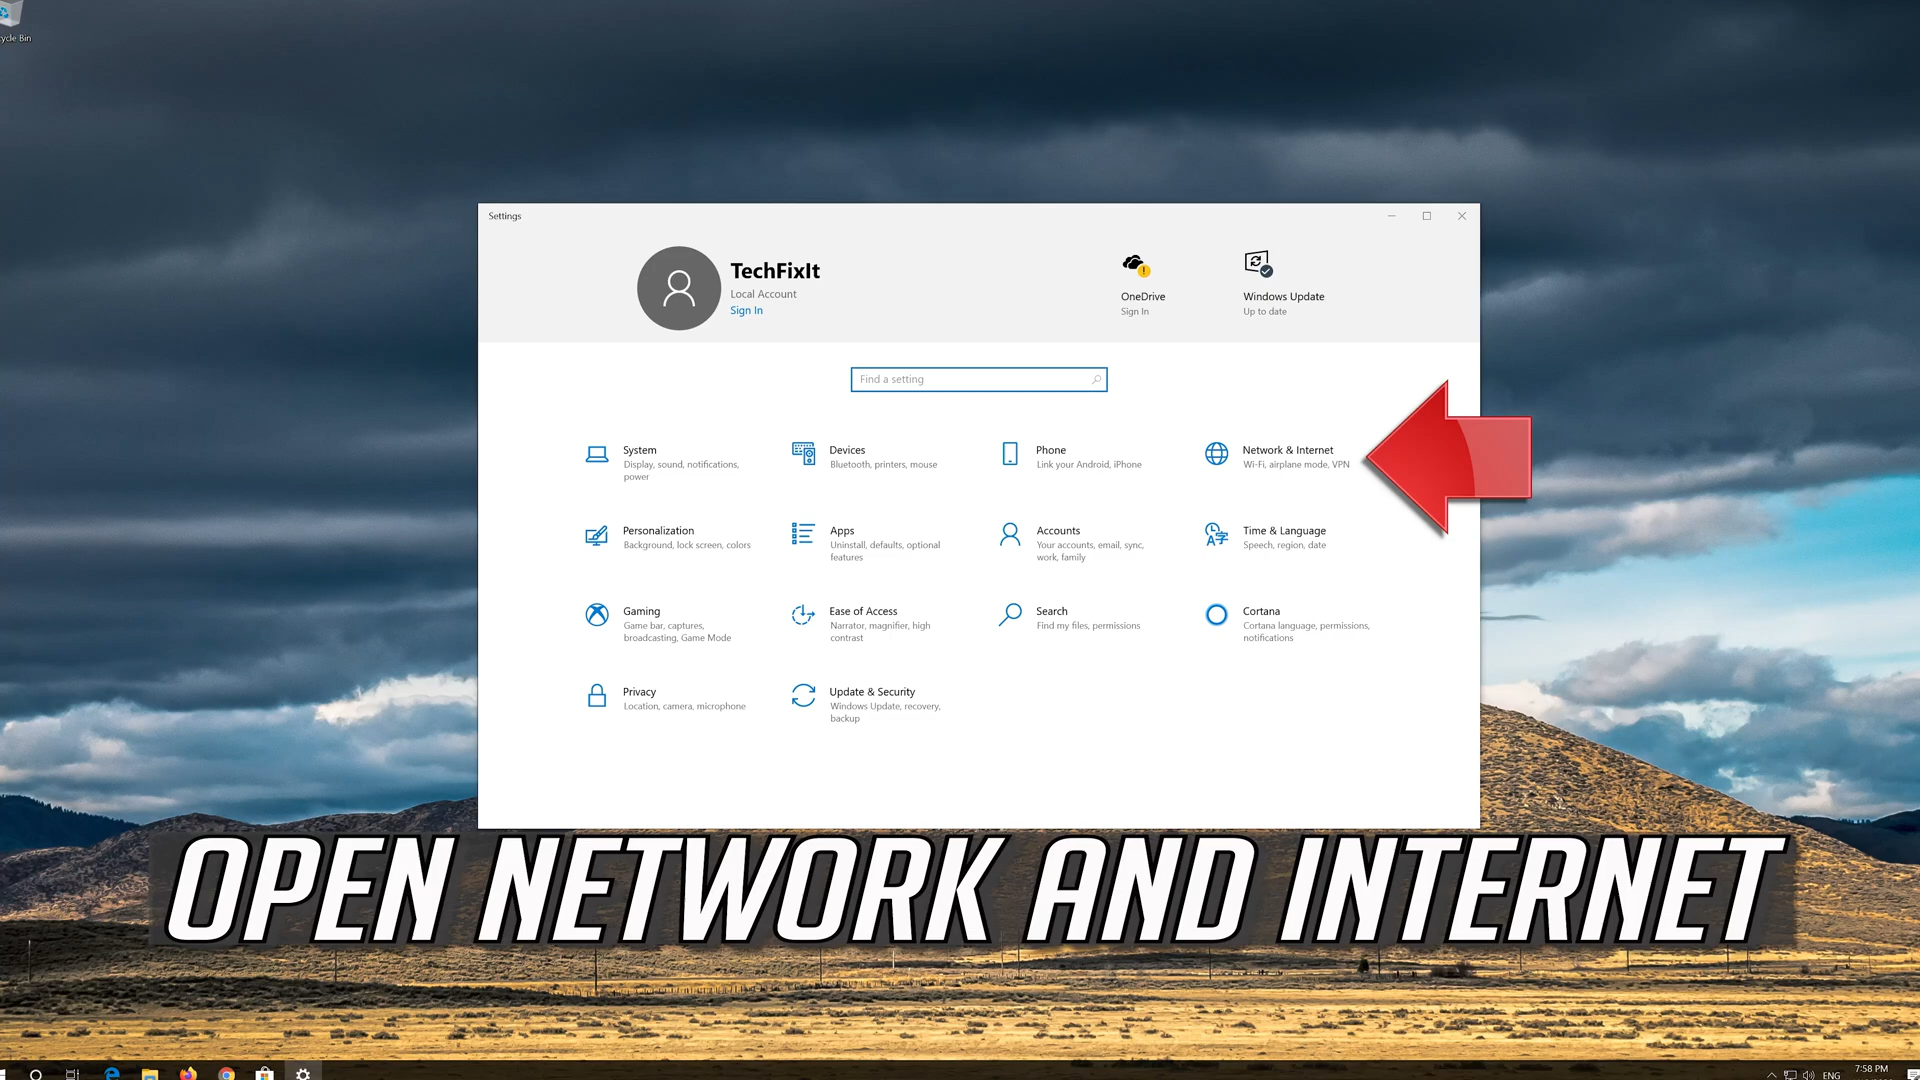 ycle Bin
Settings
TechFixIt
Local Account
Sign In
OneDrive
Sign In
Windows Update
Up to date
Find a setting
System
Display, sound, notifications,
power
Devices
Bluetooth, printers, mouse
Phone
Link your Android, iPhone
Network & Internet
Wi-Fi, airplane mode, VPN
Personalization
Background, lock screen, colors
Apps
Uninstall, defaults, optional
features
Accounts
Your accounts, email, sync,
work, family
Time & Language
Speech, region, date
Gaming
Game bar, captures,
broadcasting, Game Mode
Ease of Access
Narrator, magnifier, high
contrast
Search
Find my files, permissions
Cortana
Cortana language, permissions,
notifications
Privacy
Location, camera, microphone
Update & Security
Windows Update, recovery,
backup
OPEN NETWORK AND INTERNET
ENG
7:58 PM